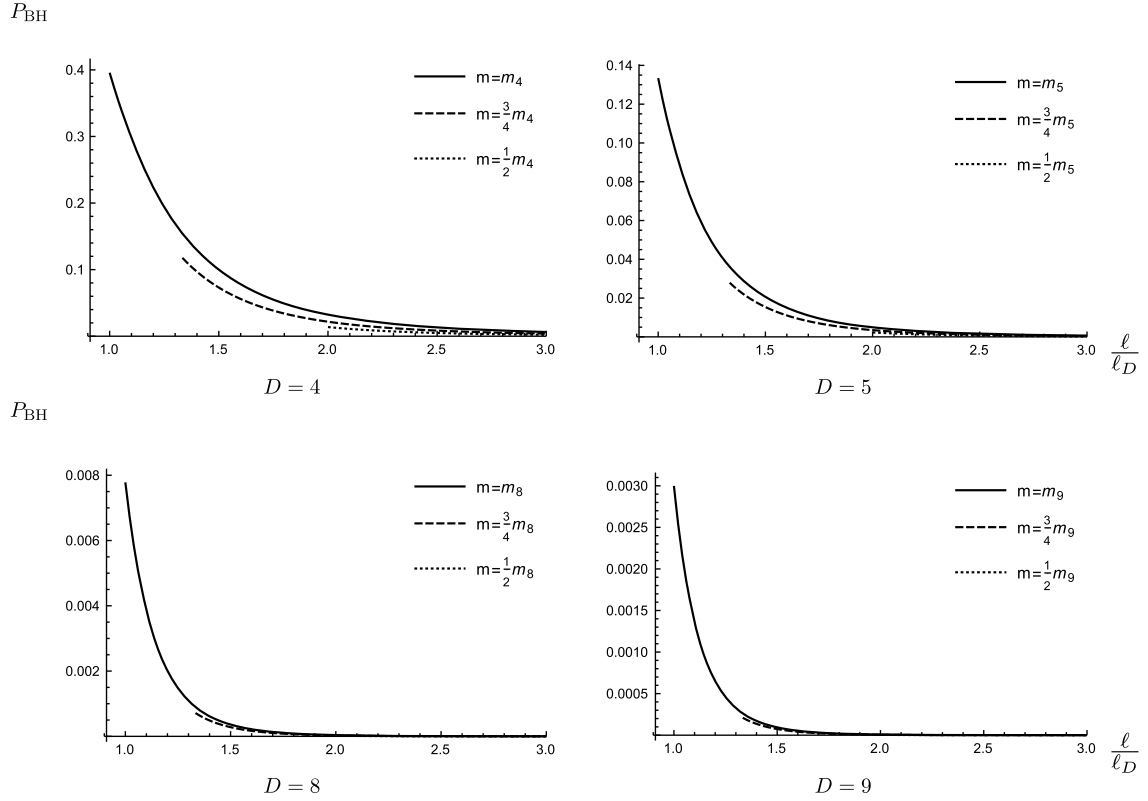 P_BH
0.4
0.3
0.2
0.1
1.0 1.5 2.0 2.5 3.0
m=m_4
m=3/4 m_4
m=1/2 m_4
D = 4
0.14
0.12
0.10
0.08
0.06
0.04
0.02
1.0 1.5 2.0 2.5 3.0
m=m_5
m=3/4 m_5
m=1/2 m_5
ℓ/ℓ_D
D = 5
P_BH
0.008
0.006
0.004
0.002
1.0 1.5 2.0 2.5 3.0
m=m_8
m=3/4 m_8
m=1/2 m_8
D = 8
0.0030
0.0025
0.0020
0.0015
0.0010
0.0005
1.0 1.5 2.0 2.5 3.0
m=m_9
m=3/4 m_9
m=1/2 m_9
ℓ/ℓ_D
D = 9